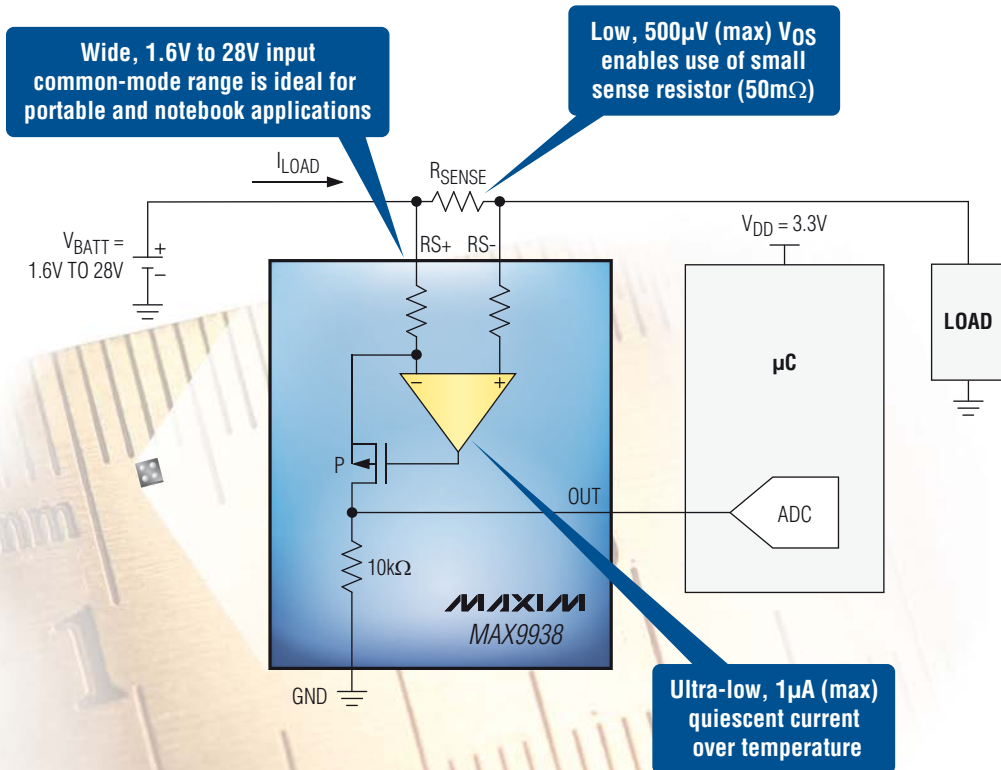 Wide, 1.6V to 28V input
common-mode range is ideal for
portable and notebook applications
Low, 500µV (max) VOS
enables use of small
sense resistor (50mΩ)
ILOAD
RSENSE
VBATT =
1.6V TO 28V
+
−
RS+
RS-
VDD = 3.3V
LOAD
µC
−
+
P
OUT
ADC
10kΩ
MAXIM
MAX9938
GND
mm
1
Ultra-low, 1µA (max)
quiescent current
over temperature